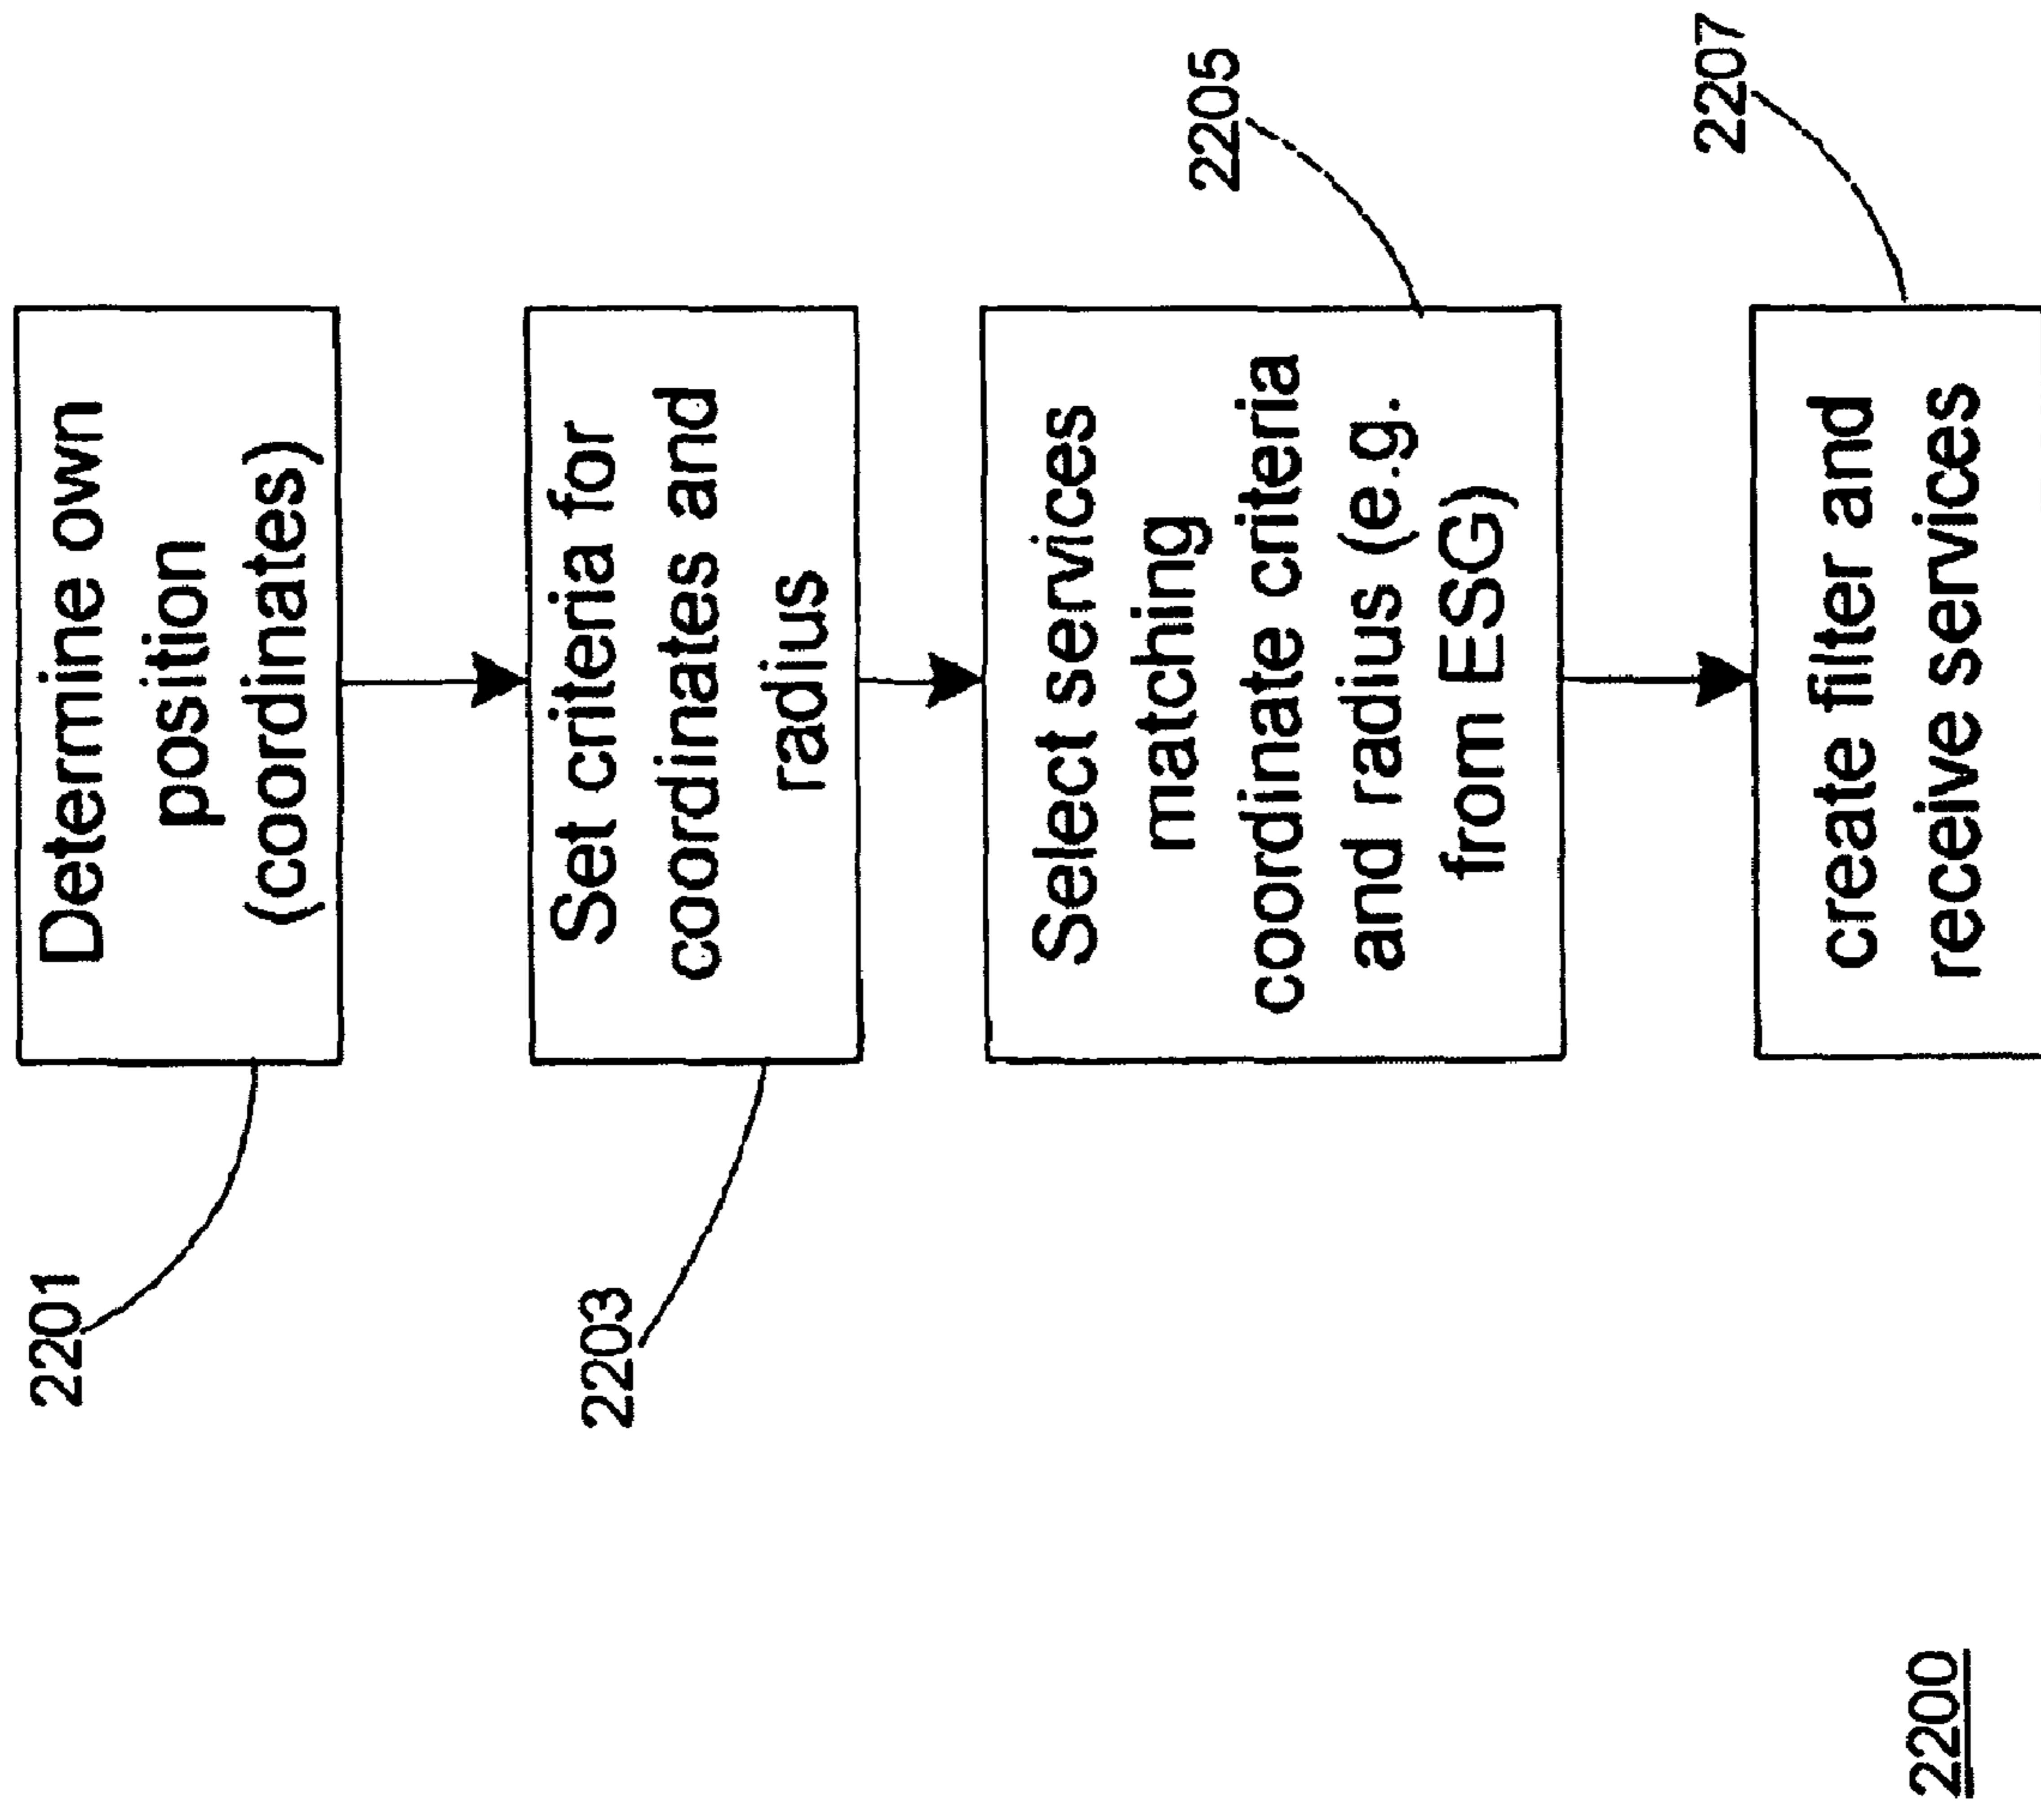 2201
Determine own
position
(coordinates)
2203
Set criteria for
coordinates and
radius
2205
Select services
matching
coordinate criteria
and radius (e.g.
from ESG)
2207
create filter and
receive services
2200